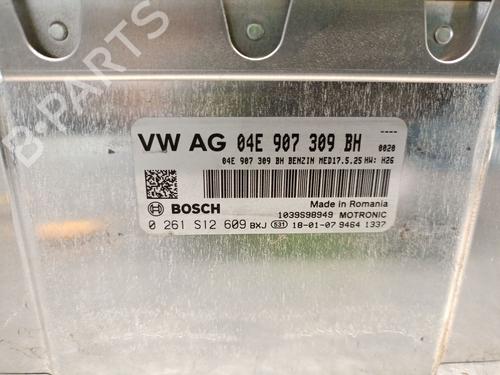 B-PARTS
VW AG 04E 907 309 BH
----
0020
04E 907 309 BH BENZIN MED17.5.25 HW: H26
BOSCH
Made in Romania
1039S98949 MOTRONIC
0 261 S12 609 BXJ 631 18-01-07 9464 1337